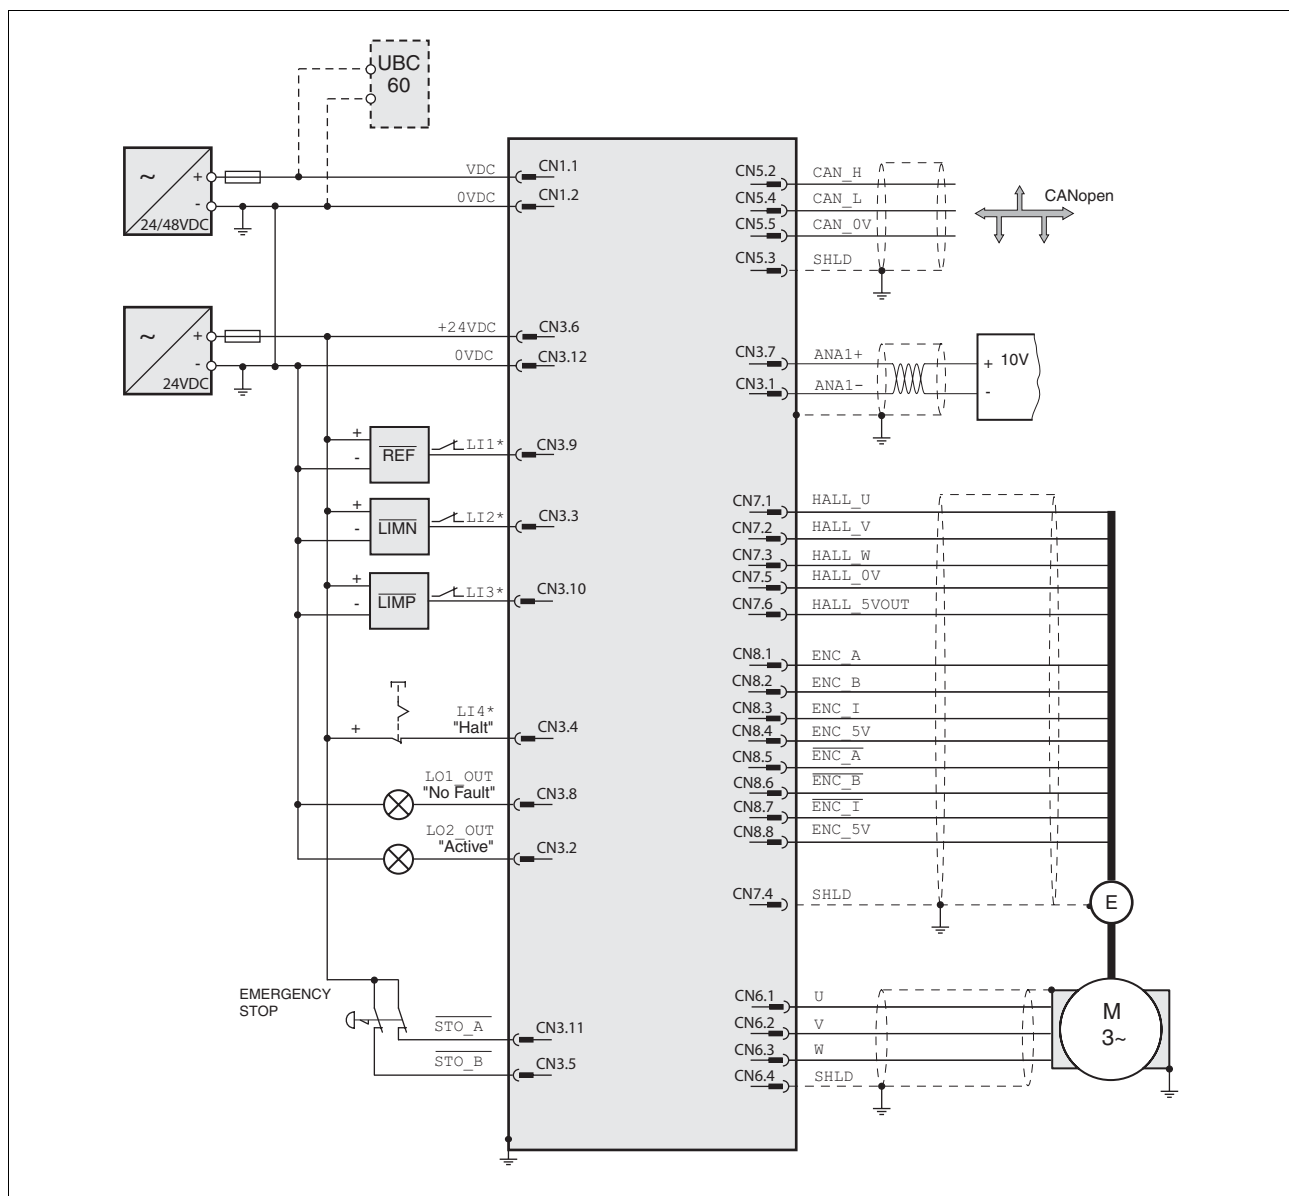 UBC
60
~
+
-
24/48VDC
VDC
CN1.1
0VDC
CN1.2
~
+
-
24VDC
+24VDC
CN3.6
0VDC
CN3.12
+
-
REF
LI1*
CN3.9
+
-
LIMN
LI2*
CN3.3
+
-
LIMP
LI3*
CN3.10
+
LI4*
"Halt"
CN3.4
LO1_OUT
"No Fault"
CN3.8
LO2_OUT
"Active"
CN3.2
EMERGENCY
STOP
STO_A
CN3.11
STO_B
CN3.5
CN5.2
CAN_H
CN5.4
CAN_L
CN5.5
CAN_0V
CN5.3
SHLD
CANopen
CN3.7
ANA1+
CN3.1
ANA1-
+ 10V
-
CN7.1
HALL_U
CN7.2
HALL_V
CN7.3
HALL_W
CN7.5
HALL_0V
CN7.6
HALL_5VOUT
CN8.1
ENC_A
CN8.2
ENC_B
CN8.3
ENC_I
CN8.4
ENC_5V
CN8.5
ENC_A
CN8.6
ENC_B
CN8.7
ENC_I
CN8.8
ENC_5V
CN7.4
SHLD
E
CN6.1
U
CN6.2
V
CN6.3
W
CN6.4
SHLD
M
3~